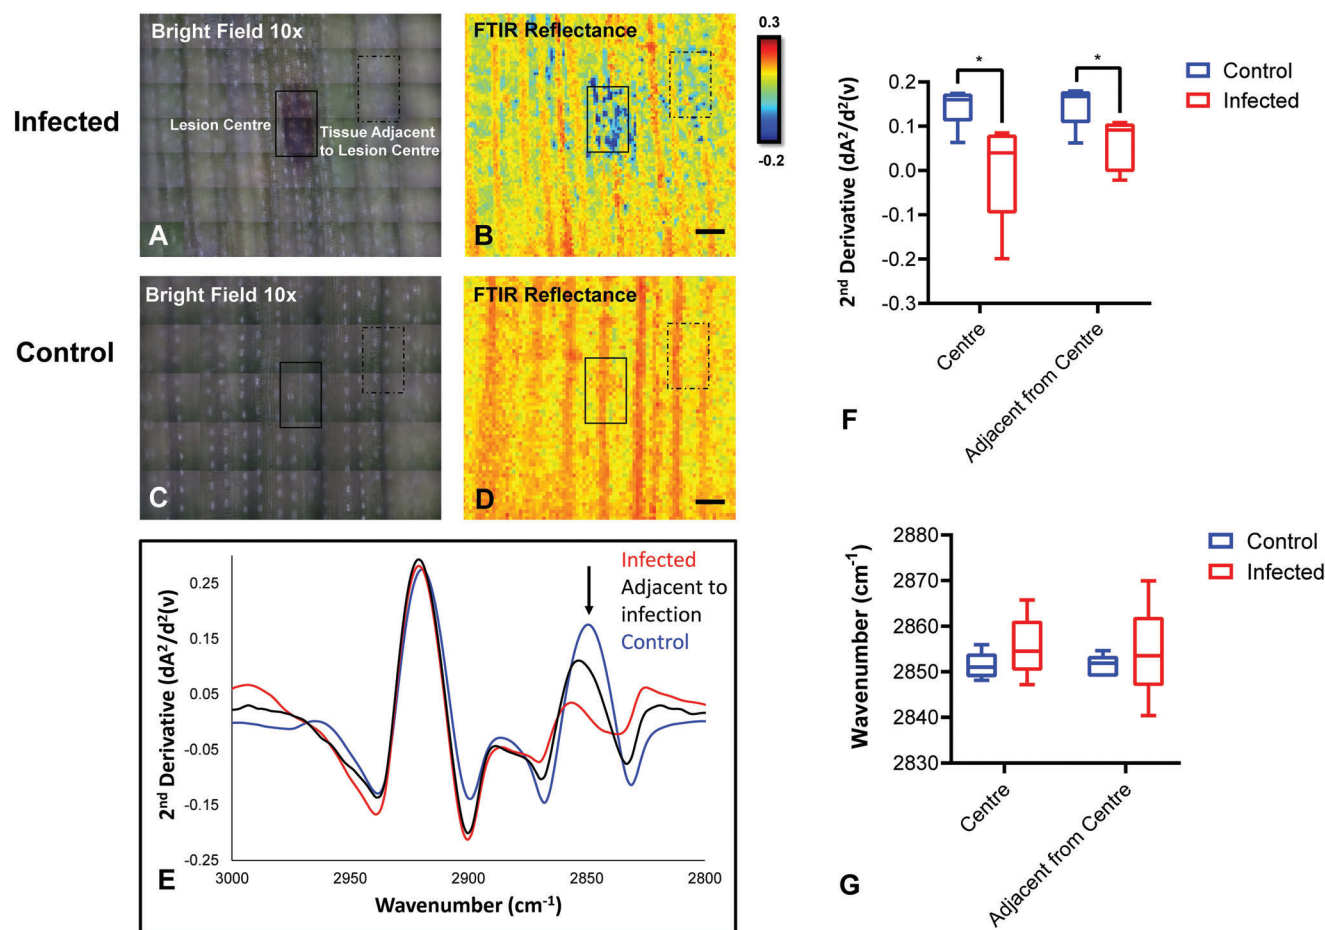 Infected
Bright Field 10x
Lesion Centre
Tissue Adjacent
to Lesion Centre
A
FTIR Reflectance
B
0.3
-0.2
Control
Bright Field 10x
C
FTIR Reflectance
D
2nd Derivative (dA²/d²(ν)
0.25
0.15
0.05
-0.05
-0.15
-0.25
Infected
Adjacent to
infection
Control
E
3000
2950
2900
2850
2800
Wavenumber (cm⁻¹)
2nd Derivative (dA²/d²(ν)
0.2
0.1
0.0
-0.1
-0.2
-0.3
*
*
Control
Infected
Centre
Adjacent from Centre
F
Wavenumber (cm⁻¹)
2880
2870
2860
2850
2840
2830
Control
Infected
Centre
Adjacent from Centre
G